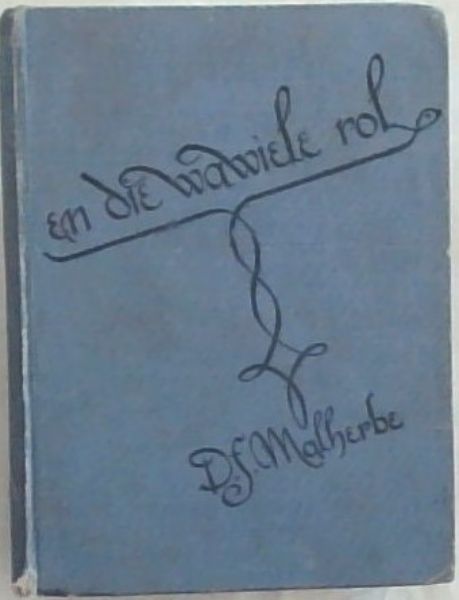 en die wawiele rol
D.F. Malherbe